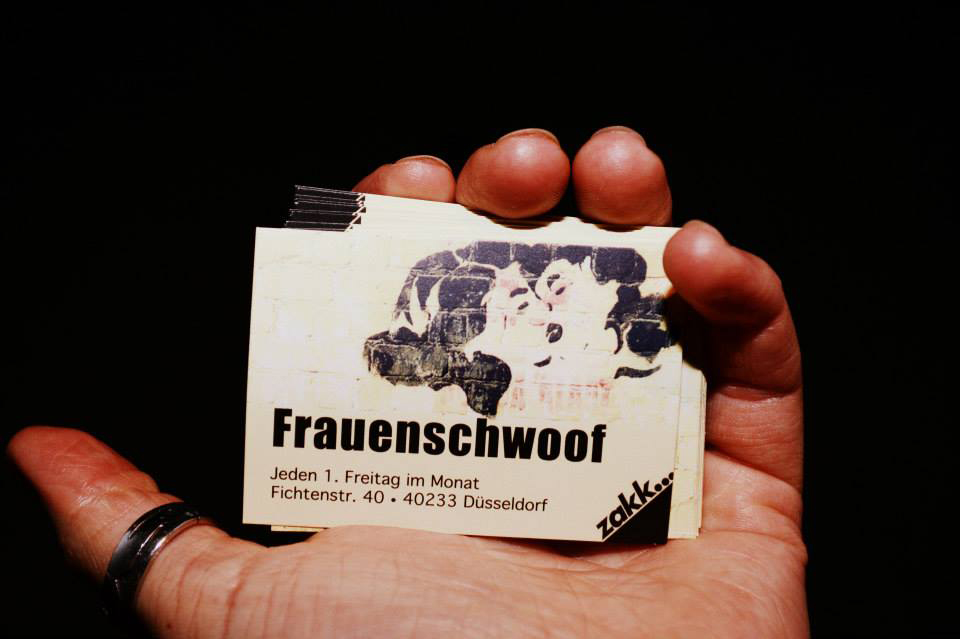 Frauenschwoof
Jeden 1. Freitag im Monat
Fichtenstr. 40 • 40233 Düsseldorf
zakk...